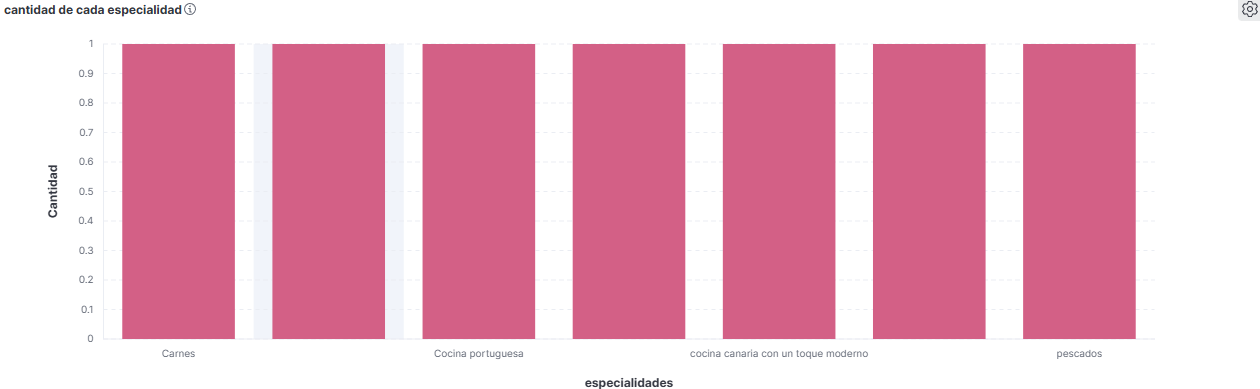 cantidad de cada especialidad
1
0.9
0.8
0.7
0.6
0.5
0.4
0.3
0.2
0.1
0
Cantidad
Carnes Cocina portuguesa cocina canaria con un toque moderno pescados
especialidades